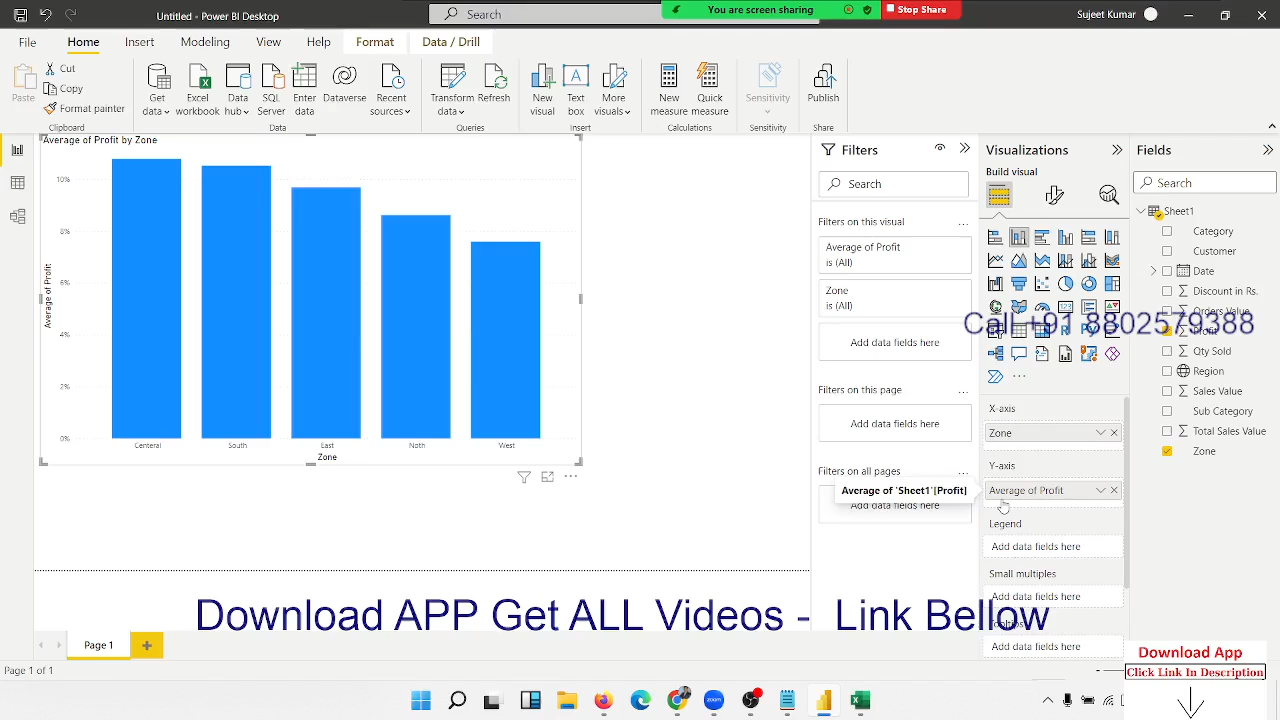 Untitled - Power BI Desktop
Search
You are screen sharing
Stop Share
Sujeet Kumar
File
Home
Insert
Modeling
View
Help
Format
Data / Drill
Paste
Cut
Copy
Format painter
Clipboard
Get data
Excel workbook
Data hub
SQL Server
Enter data
Dataverse
Recent sources
Data
Transform data
Refresh
Queries
New visual
Text box
More visuals
Insert
New measure
Quick measure
Calculations
Sensitivity
Sensitivity
Publish
Share
Average of Profit by Zone
10%
8%
6%
4%
2%
0%
Average of Profit
Centeral
South
East
Noth
West
Zone
Filters
Search
Filters on this visual
Average of Profit
is (All)
Zone
is (All)
Add data fields here
Filters on this page
Add data fields here
Filters on all pages
Average of 'Sheet1'[Profit]
Add data fields here
Visualizations
Build visual
X-axis
Zone
Y-axis
Average of Profit
Legend
Add data fields here
Small multiples
Add data fields here
Tooltips
Add data fields here
Fields
Search
Sheet1
Category
Customer
Date
Discount in Rs.
Orders Value
Profit
Qty Sold
Region
Sales Value
Sub Category
Total Sales Value
Zone
Call +91 8802579388
Download APP Get ALL Videos - Link Bellow
Page 1
Page 1 of 1
Download App
Click Link In Description